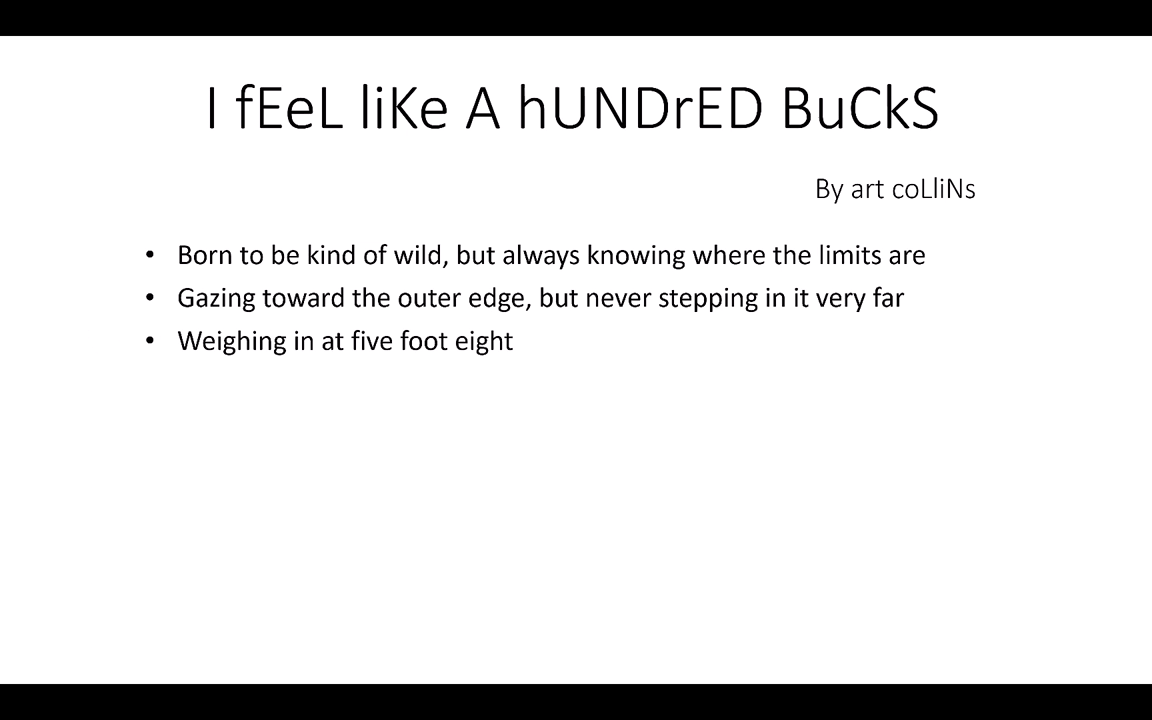 I fEeL liKe A hUNDrED BuCkS
By art coLliNs
• Born to be kind of wild, but always knowing where the limits are
• Gazing toward the outer edge, but never stepping in it very far
• Weighing in at five foot eight